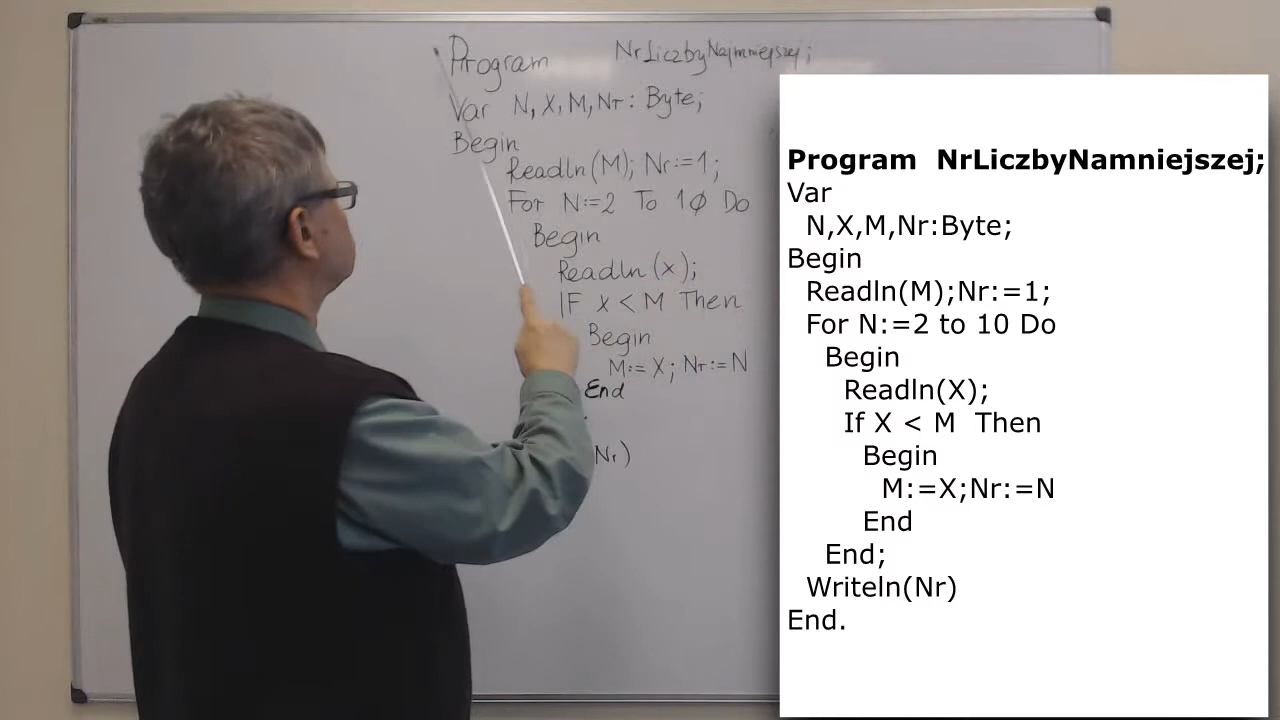 Program NrLiczbyNajmniejszej;
Var N, X, M, Nr: Byte;
Begin
Readln(M); Nr:=1;
For N:=2 To 10 Do
Begin
Readln(x);
IF X < M Then
Begin
M:= X; Nr:=N
End
Nr)
Program NrLiczbyNamniejszej;
Var
N,X,M,Nr:Byte;
Begin
Readln(M);Nr:=1;
For N:=2 to 10 Do
Begin
Readln(X);
If X < M Then
Begin
M:=X;Nr:=N
End
End;
Writeln(Nr)
End.